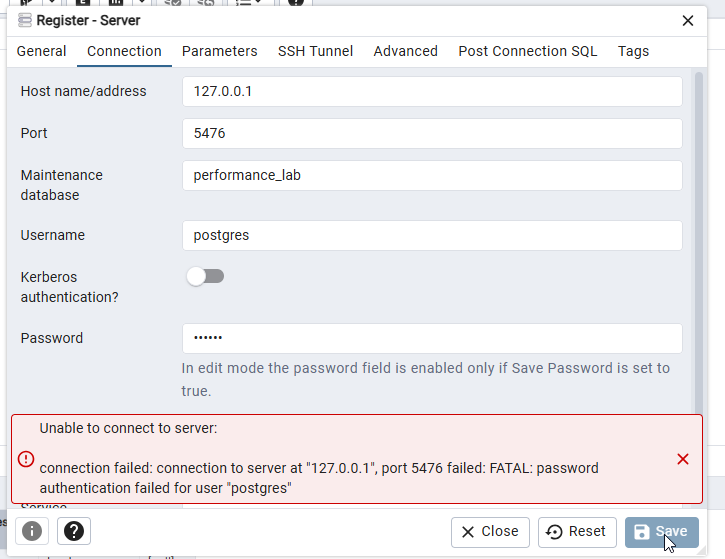 Register - Server
General Connection Parameters SSH Tunnel Advanced Post Connection SQL Tags
Host name/address 127.0.0.1
Port 5476
Maintenance performance_lab
database
Username postgres
Kerberos
authentication?
Password ••••••
In edit mode the password field is enabled only if Save Password is set to
true.
Unable to connect to server:
connection failed: connection to server at "127.0.0.1", port 5476 failed: FATAL: password
authentication failed for user "postgres"
Service
Close Reset Save